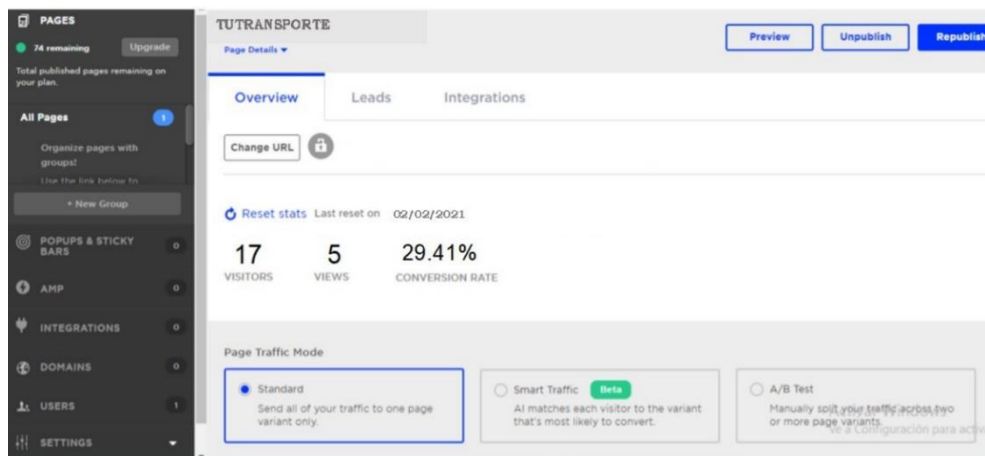 PAGES
74 remaining
Upgrade
Total published pages remaining on
your plan.
All Pages
1
Organize pages with
groups!
Use the link below to
+ New Group
POPUPS & STICKY
BARS
0
AMP
0
INTEGRATIONS
0
DOMAINS
0
USERS
1
SETTINGS
TUTRANSPORTE
Page Details
Preview
Unpublish
Republish
Overview
Leads
Integrations
Change URL
Reset stats Last reset on 02/02/2021
17
VISITORS
5
VIEWS
29.41%
CONVERSION RATE
Page Traffic Mode
Standard
Send all of your traffic to one page
variant only.
Smart Traffic Beta
AI matches each visitor to the variant
that's most likely to convert.
A/B Test
Manually split your traffic across two
or more page variants.
Windows
Ve a Configuración para activ